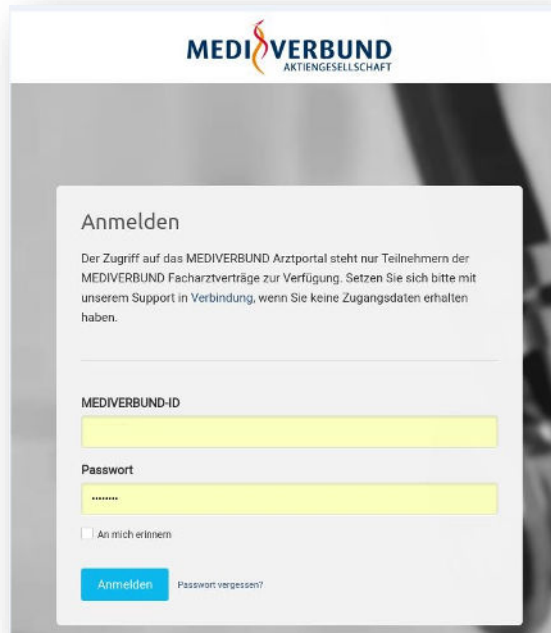 MEDIVERBUND
AKTIENGESELLSCHAFT
Anmelden
Der Zugriff auf das MEDIVERBUND Arztportal steht nur Teilnehmern der
MEDIVERBUND Facharztverträge zur Verfügung. Setzen Sie sich bitte mit
unserem Support in Verbindung, wenn Sie keine Zugangsdaten erhalten
haben.
MEDIVERBUND-ID
Passwort
••••••••
An mich erinnern
Anmelden Passwort vergessen?